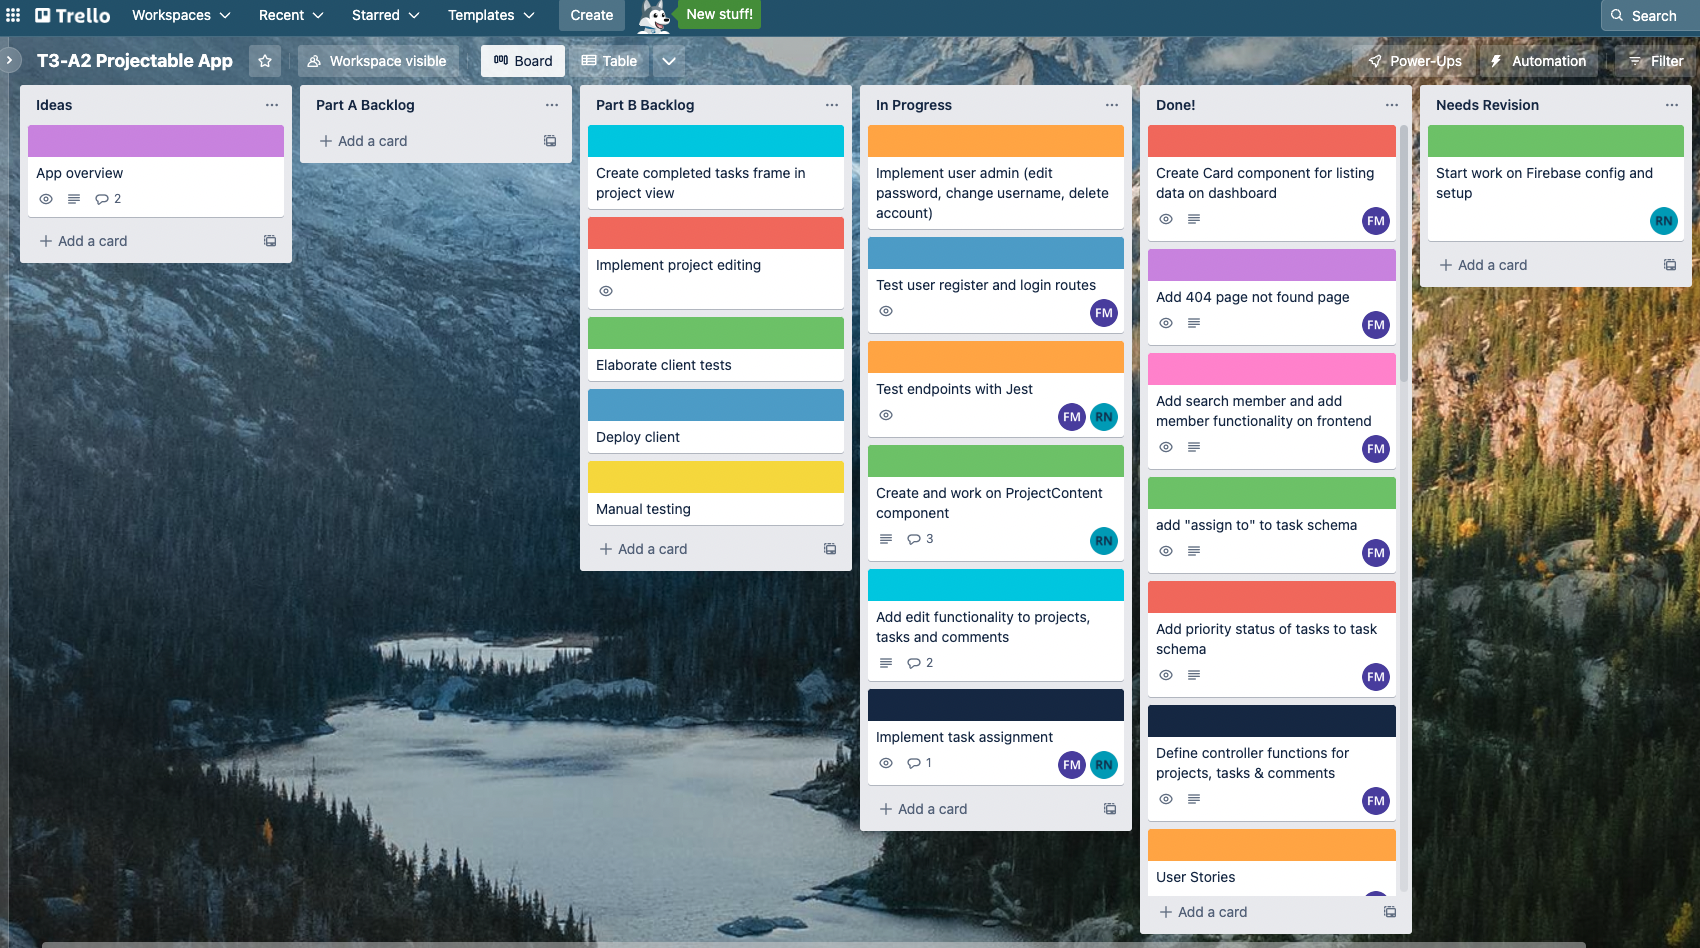 Trello
Workspaces
Recent
Starred
Templates
Create
New stuff!
Search
T3-A2 Projectable App
Workspace visible
Board
Table
Power-Ups
Automation
Filter
Ideas
App overview
2
Add a card
Part A Backlog
Add a card
Part B Backlog
Create completed tasks frame in
project view
Implement project editing
Elaborate client tests
Deploy client
Manual testing
Add a card
In Progress
Implement user admin (edit
password, change username, delete
account)
Test user register and login routes
FM
Test endpoints with Jest
FM RN
Create and work on ProjectContent
component
3
RN
Add edit functionality to projects,
tasks and comments
2
Implement task assignment
1
FM RN
Add a card
Done!
Create Card component for listing
data on dashboard
FM
Add 404 page not found page
FM
Add search member and add
member functionality on frontend
FM
add "assign to" to task schema
FM
Add priority status of tasks to task
schema
FM
Define controller functions for
projects, tasks & comments
FM
User Stories
Add a card
Needs Revision
Start work on Firebase config and
setup
RN
Add a card